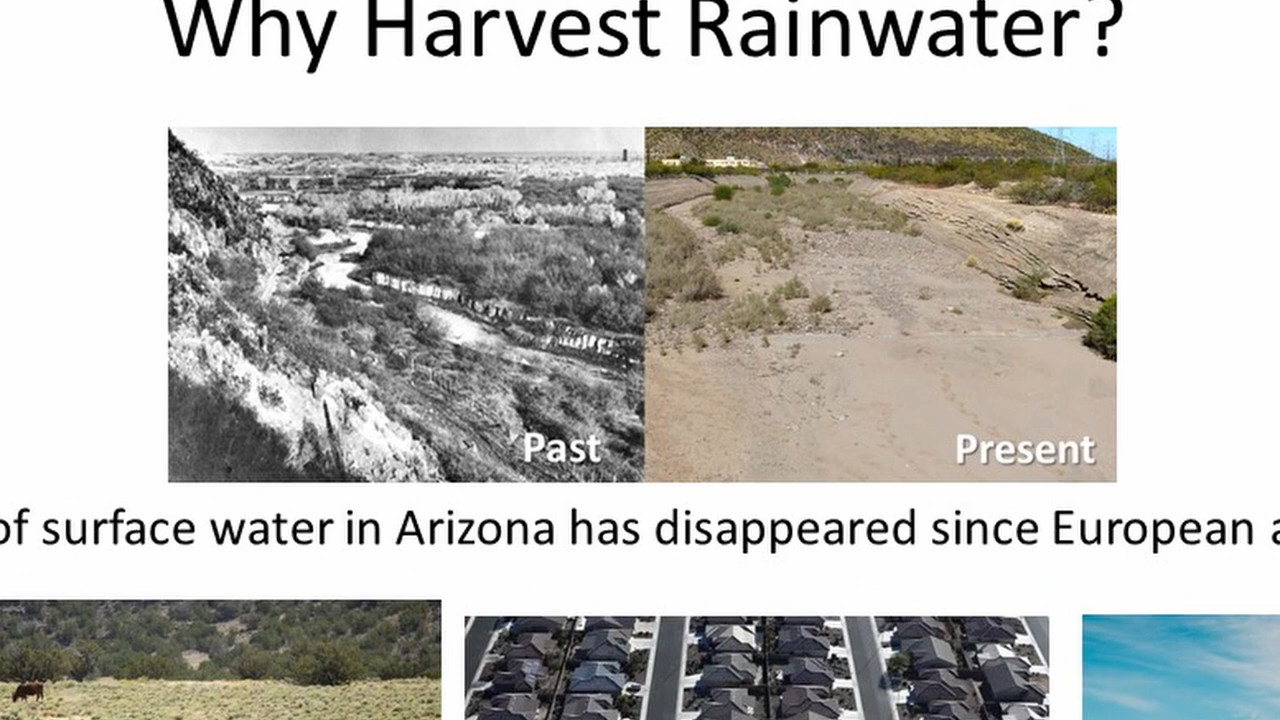 Why Harvest Rainwater?
Past
Present
of surface water in Arizona has disappeared since European